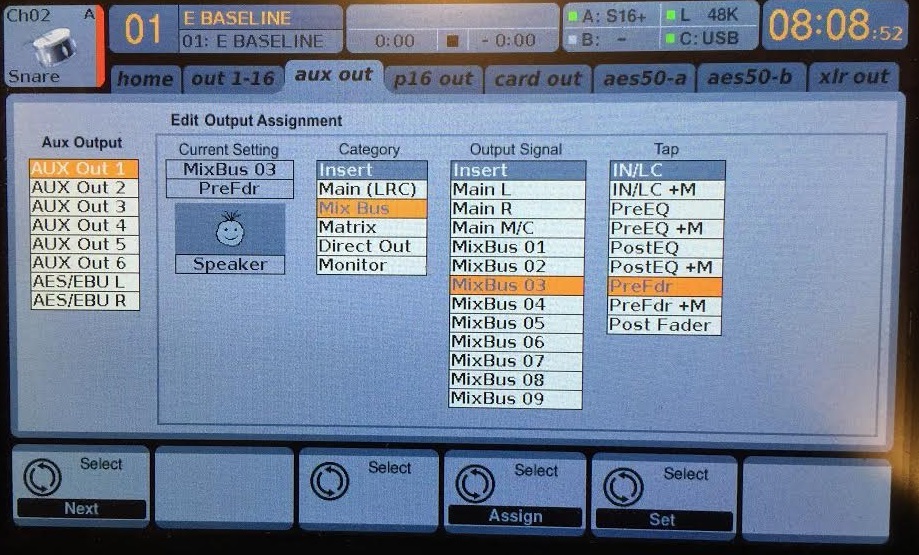 Ch02 A
Snare
01
E BASELINE
01: E BASELINE
0:00 - 0:00
A: S16+
B: -
L 48K
C: USB
08:08:52
home out 1-16 aux out p16 out card out aes50-a aes50-b xlr out
Edit Output Assignment
Aux Output
AUX Out 1
AUX Out 2
AUX Out 3
AUX Out 4
AUX Out 5
AUX Out 6
AES/EBU L
AES/EBU R
Current Setting
MixBus 03
PreFdr
Speaker
Category
Insert
Main (LRC)
Mix Bus
Matrix
Direct Out
Monitor
Output Signal
Insert
Main L
Main R
Main M/C
MixBus 01
MixBus 02
MixBus 03
MixBus 04
MixBus 05
MixBus 06
MixBus 07
MixBus 08
MixBus 09
Tap
IN/LC
IN/LC +M
PreEQ
PreEQ +M
PostEQ
PostEQ +M
PreFdr
PreFdr +M
Post Fader
Select
Next
Select
Select
Assign
Select
Set